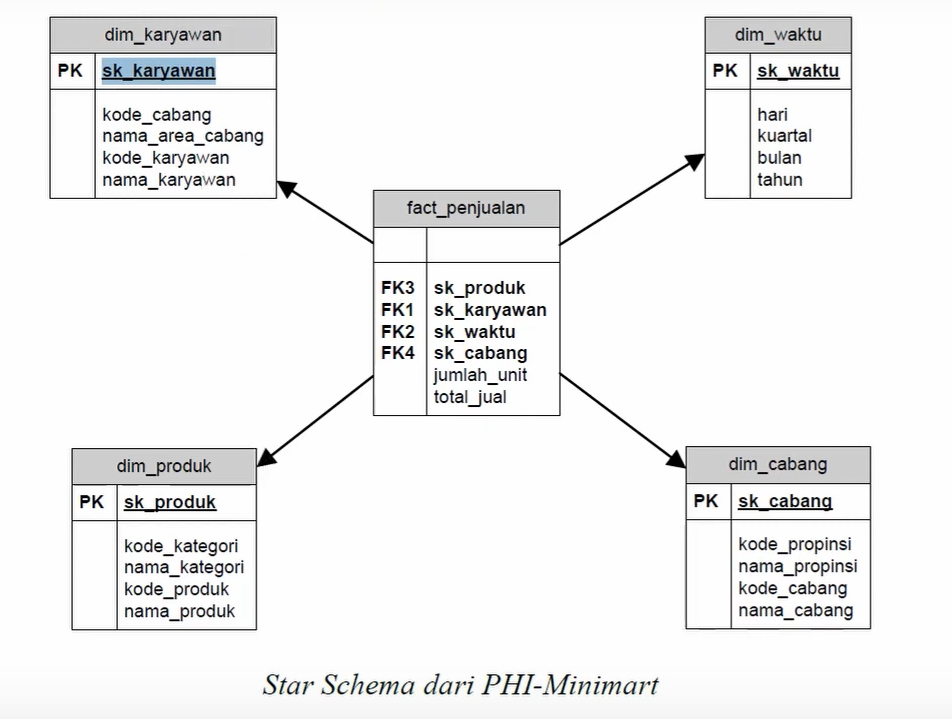 dim_karyawan
PK sk_karyawan
kode_cabang
nama_area_cabang
kode_karyawan
nama_karyawan
dim_waktu
PK sk_waktu
hari
kuartal
bulan
tahun
fact_penjualan
FK3 sk_produk
FK1 sk_karyawan
FK2 sk_waktu
FK4 sk_cabang
jumlah_unit
total_jual
dim_produk
PK sk_produk
kode_kategori
nama_kategori
kode_produk
nama_produk
dim_cabang
PK sk_cabang
kode_propinsi
nama_propinsi
kode_cabang
nama_cabang
Star Schema dari PHI-Minimart